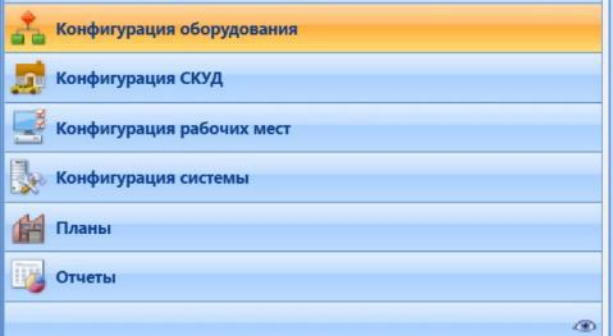 Конфигурация оборудования
Конфигурация СКУД
Конфигурация рабочих мест
Конфигурация системы
Планы
Отчеты